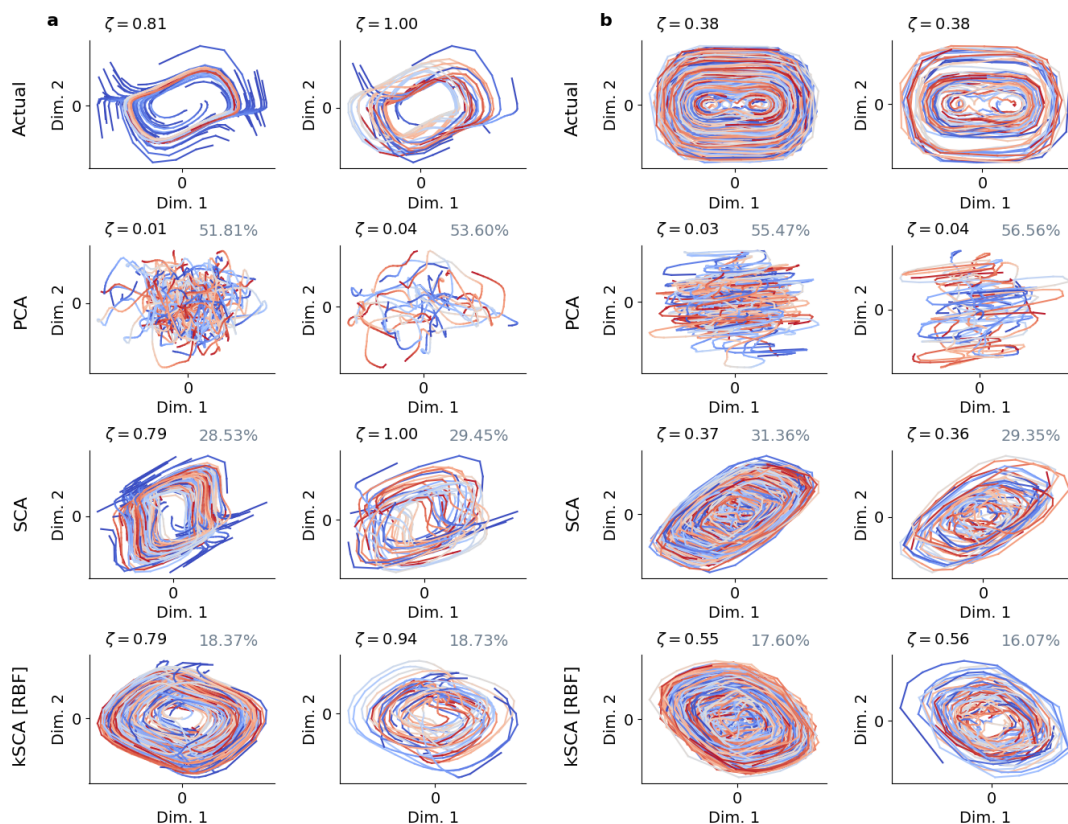 a ζ = 0.81 ζ = 1.00 b ζ = 0.38 ζ = 0.38
Actual Dim. 2 0 Dim. 2 0 Actual Dim. 2 0 Dim. 2 0
0 0 0 0
Dim. 1 Dim. 1 Dim. 1 Dim. 1
ζ = 0.01 51.81% ζ = 0.04 53.60% ζ = 0.03 55.47% ζ = 0.04 56.56%
PCA Dim. 2 0 Dim. 2 0 PCA Dim. 2 0 Dim. 2 0
0 0 0 0
Dim. 1 Dim. 1 Dim. 1 Dim. 1
ζ = 0.79 28.53% ζ = 1.00 29.45% ζ = 0.37 31.36% ζ = 0.36 29.35%
SCA Dim. 2 0 Dim. 2 0 SCA Dim. 2 0 Dim. 2 0
0 0 0 0
Dim. 1 Dim. 1 Dim. 1 Dim. 1
ζ = 0.79 18.37% ζ = 0.94 18.73% ζ = 0.55 17.60% ζ = 0.56 16.07%
kSCA [RBF] Dim. 2 0 Dim. 2 0 kSCA [RBF] Dim. 2 0 Dim. 2 0
0 0 0 0
Dim. 1 Dim. 1 Dim. 1 Dim. 1